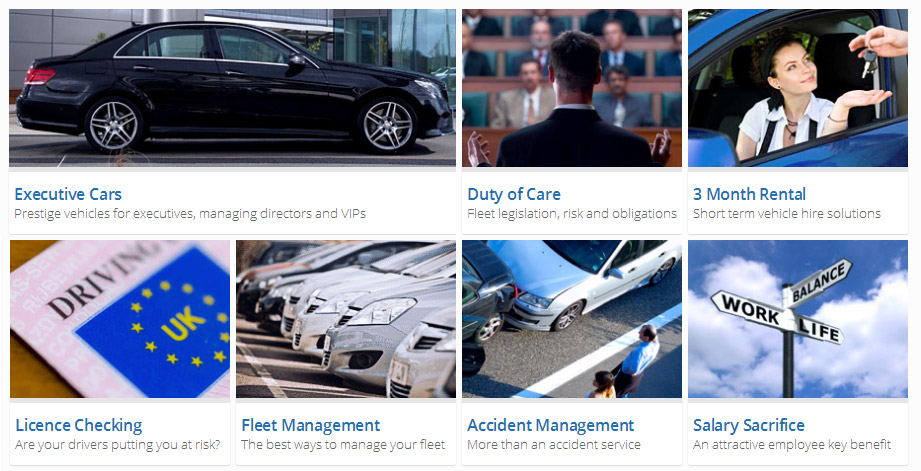 Executive Cars
Prestige vehicles for executives, managing directors and VIPs
Duty of Care
Fleet legislation, risk and obligations
3 Month Rental
Short term vehicle hire solutions
DRIVING
UK
WORK
BALANCE
LIFE
Licence Checking
Are your drivers putting you at risk?
Fleet Management
The best ways to manage your fleet
Accident Management
More than an accident service
Salary Sacrifice
An attractive employee key benefit